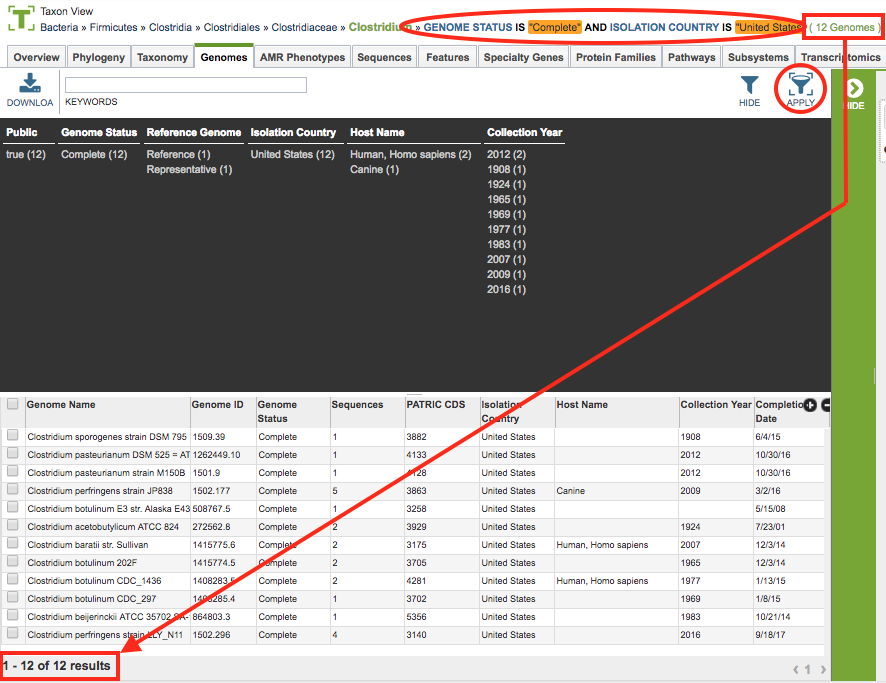 Taxon View
Bacteria » Firmicutes » Clostridia » Clostridiales » Clostridiaceae » Clostridium » GENOME STATUS IS "Complete" AND ISOLATION COUNTRY IS "United States" ( 12 Genomes )
Overview Phylogeny Taxonomy Genomes AMR Phenotypes Sequences Features Specialty Genes Protein Families Pathways Subsystems Transcriptomics
DOWNLOA KEYWORDS HIDE APPLY HIDE
Public Genome Status Reference Genome Isolation Country Host Name Collection Year
true (12) Complete (12) Reference (1) United States (12) Human, Homo sapiens (2) 2012 (2)
Representative (1) Canine (1) 1908 (1)
1924 (1)
1965 (1)
1969 (1)
1977 (1)
1983 (1)
2007 (1)
2009 (1)
2016 (1)
Genome Name Genome ID Genome Status Sequences PATRIC CDS Isolation Country Host Name Collection Year Completio Date
Clostridium sporogenes strain DSM 795 1509.39 Complete 1 3882 United States 1908 6/4/15
Clostridium pasteurianum DSM 525 = AT 1262449.10 Complete 1 4133 United States 2012 10/30/16
Clostridium pasteurianum strain M150B 1501.9 Complete 1 4128 United States 2012 10/30/16
Clostridium perfringens strain JP838 1502.177 Complete 5 3863 United States Canine 2009 3/2/16
Clostridium botulinum E3 str. Alaska E43 508767.5 Complete 1 3258 United States 5/15/08
Clostridium acetobutylicum ATCC 824 272562.8 Complete 2 3929 United States 1924 7/23/01
Clostridium baratii str. Sullivan 1415775.6 Complete 2 3175 United States Human, Homo sapiens 2007 12/3/14
Clostridium botulinum 202F 1415774.5 Complete 2 3705 United States 1965 12/3/14
Clostridium botulinum CDC_1436 1408283.5 Complete 2 4281 United States Human, Homo sapiens 1977 1/13/15
Clostridium botulinum CDC_297 1408285.4 Complete 1 3702 United States 1969 1/8/15
Clostridium beijerinckii ATCC 35702 SA- 864803.3 Complete 1 5356 United States 1983 10/21/14
Clostridium perfringens strain LLY_N11 1502.296 Complete 4 3140 United States 2016 9/18/17
1 - 12 of 12 results 1